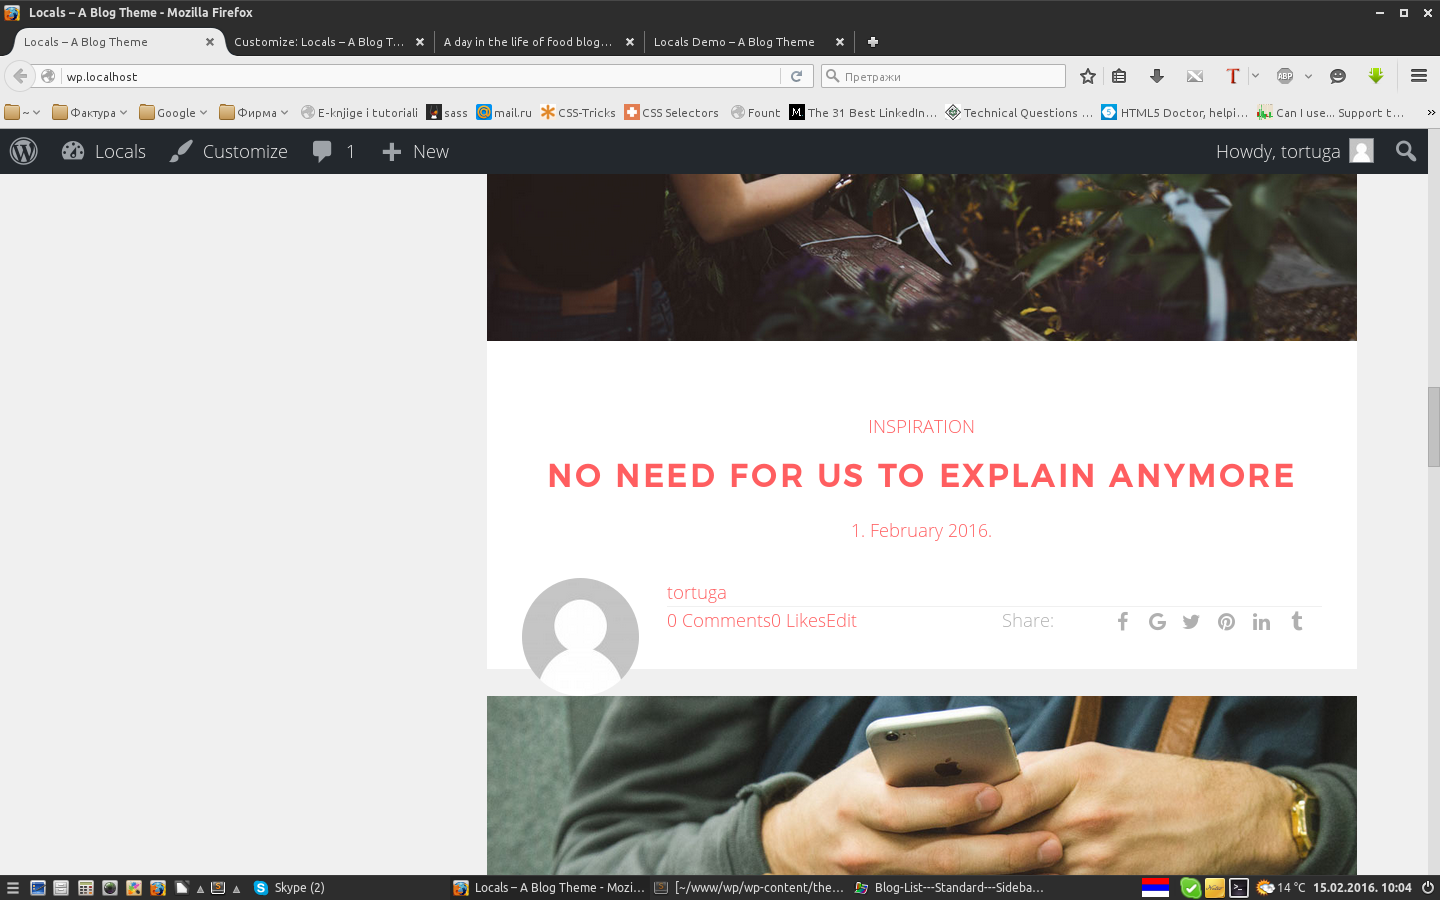 Locals – A Blog Theme - Mozilla Firefox
Locals – A Blog Theme
Customize: Locals – A Blog T...
A day in the life of food blog...
Locals Demo – A Blog Theme
wp.localhost
Претражи
T
ABP
~
Фактура
Google
Фирма
E-knjige i tutoriali
sass
mail.ru
CSS-Tricks
CSS Selectors
Fount
M
The 31 Best LinkedIn...
Technical Questions ...
5
HTML5 Doctor, helpi...
Can I use... Support t...
»
Locals
Customize
1
New
Howdy, tortuga
INSPIRATION
NO NEED FOR US TO EXPLAIN ANYMORE
1. February 2016.
tortuga
0 Comments0 LikesEdit
Share:
Skype (2)
Locals – A Blog Theme - Mozi...
[~/www/wp/wp-content/the...
Blog-List---Standard---Sideba...
14 °C
15.02.2016. 10:04